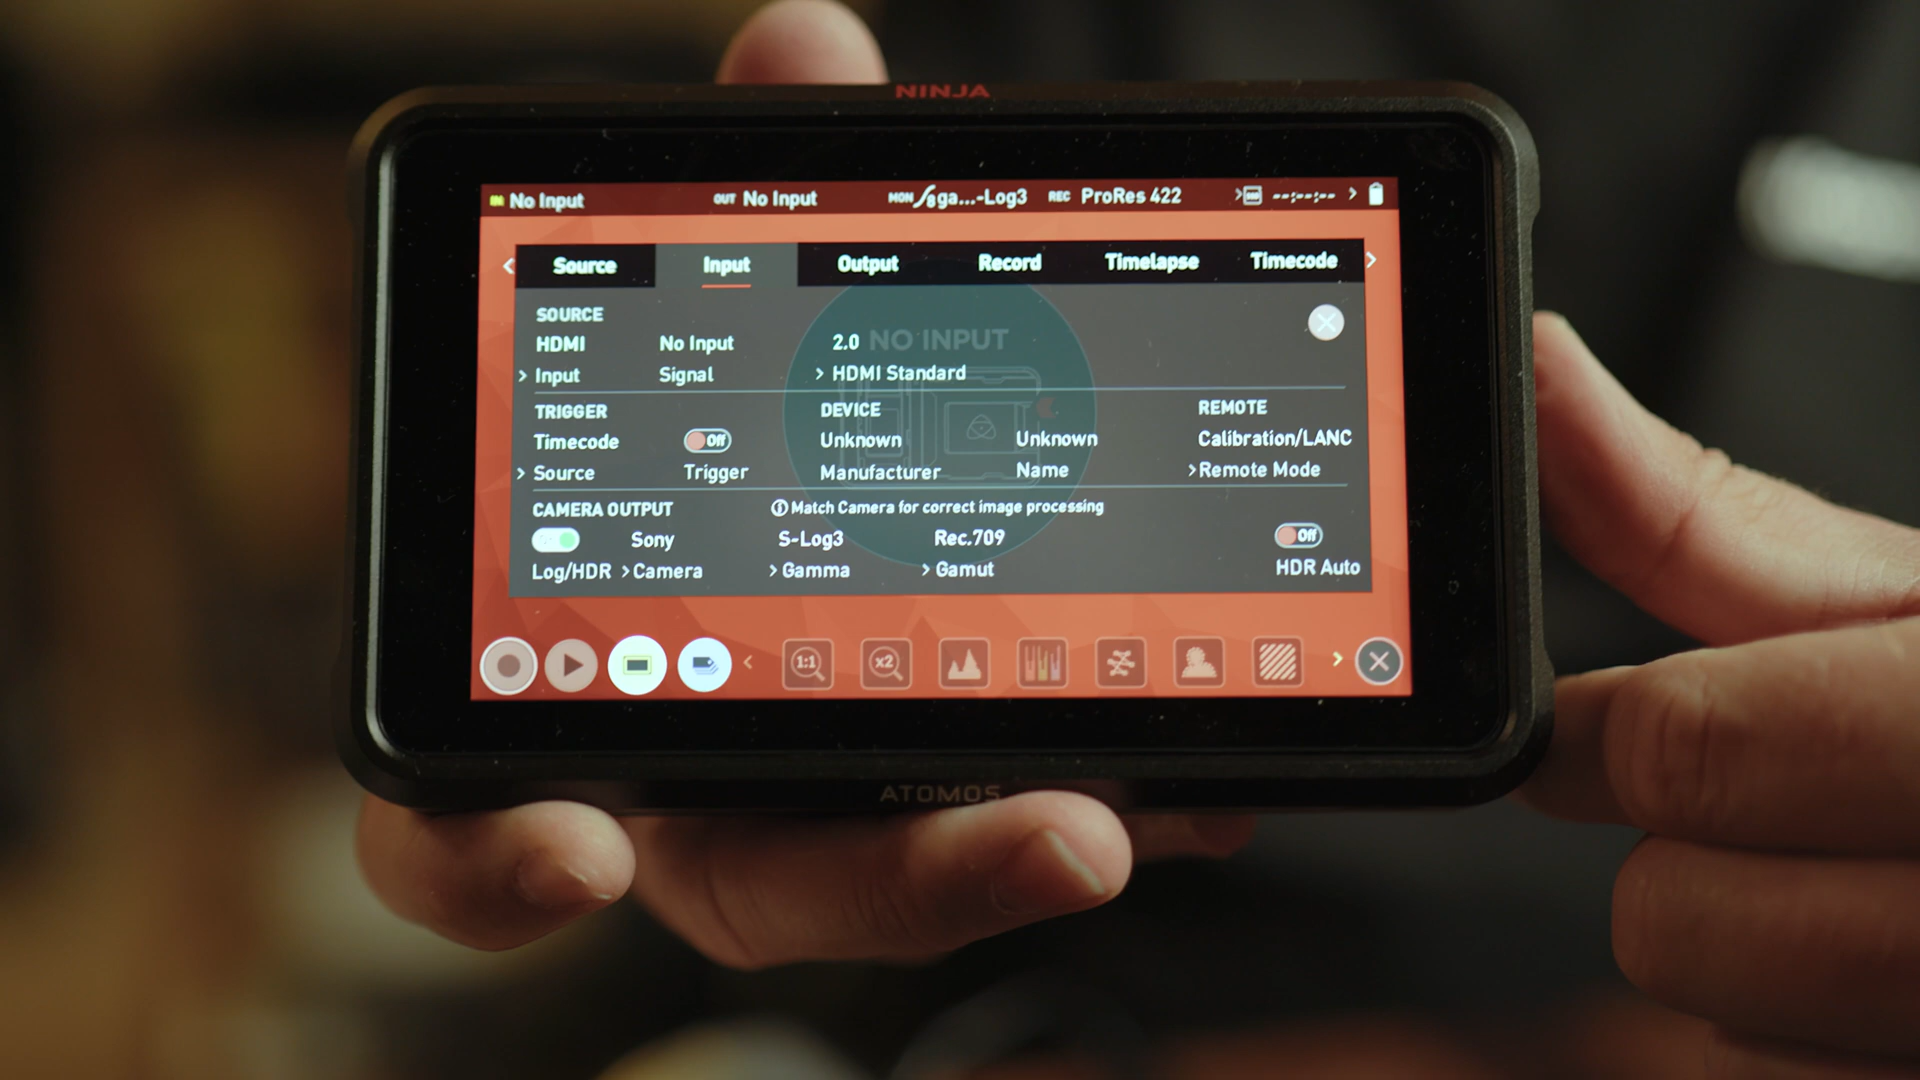 NINJA
No Input OUT No Input MON ga...-Log3 REC ProRes 422 --:--:--
Source Input Output Record Timelapse Timecode
SOURCE
NO INPUT
HDMI No Input 2.0
> Input Signal > HDMI Standard
TRIGGER DEVICE REMOTE
Timecode Off Unknown Unknown Calibration/LANC
> Source Trigger Manufacturer Name >Remote Mode
CAMERA OUTPUT Match Camera for correct image processing
Sony S-Log3 Rec.709 Off
Log/HDR >Camera >Gamma > Gamut HDR Auto
1:1 x2
ATOMOS